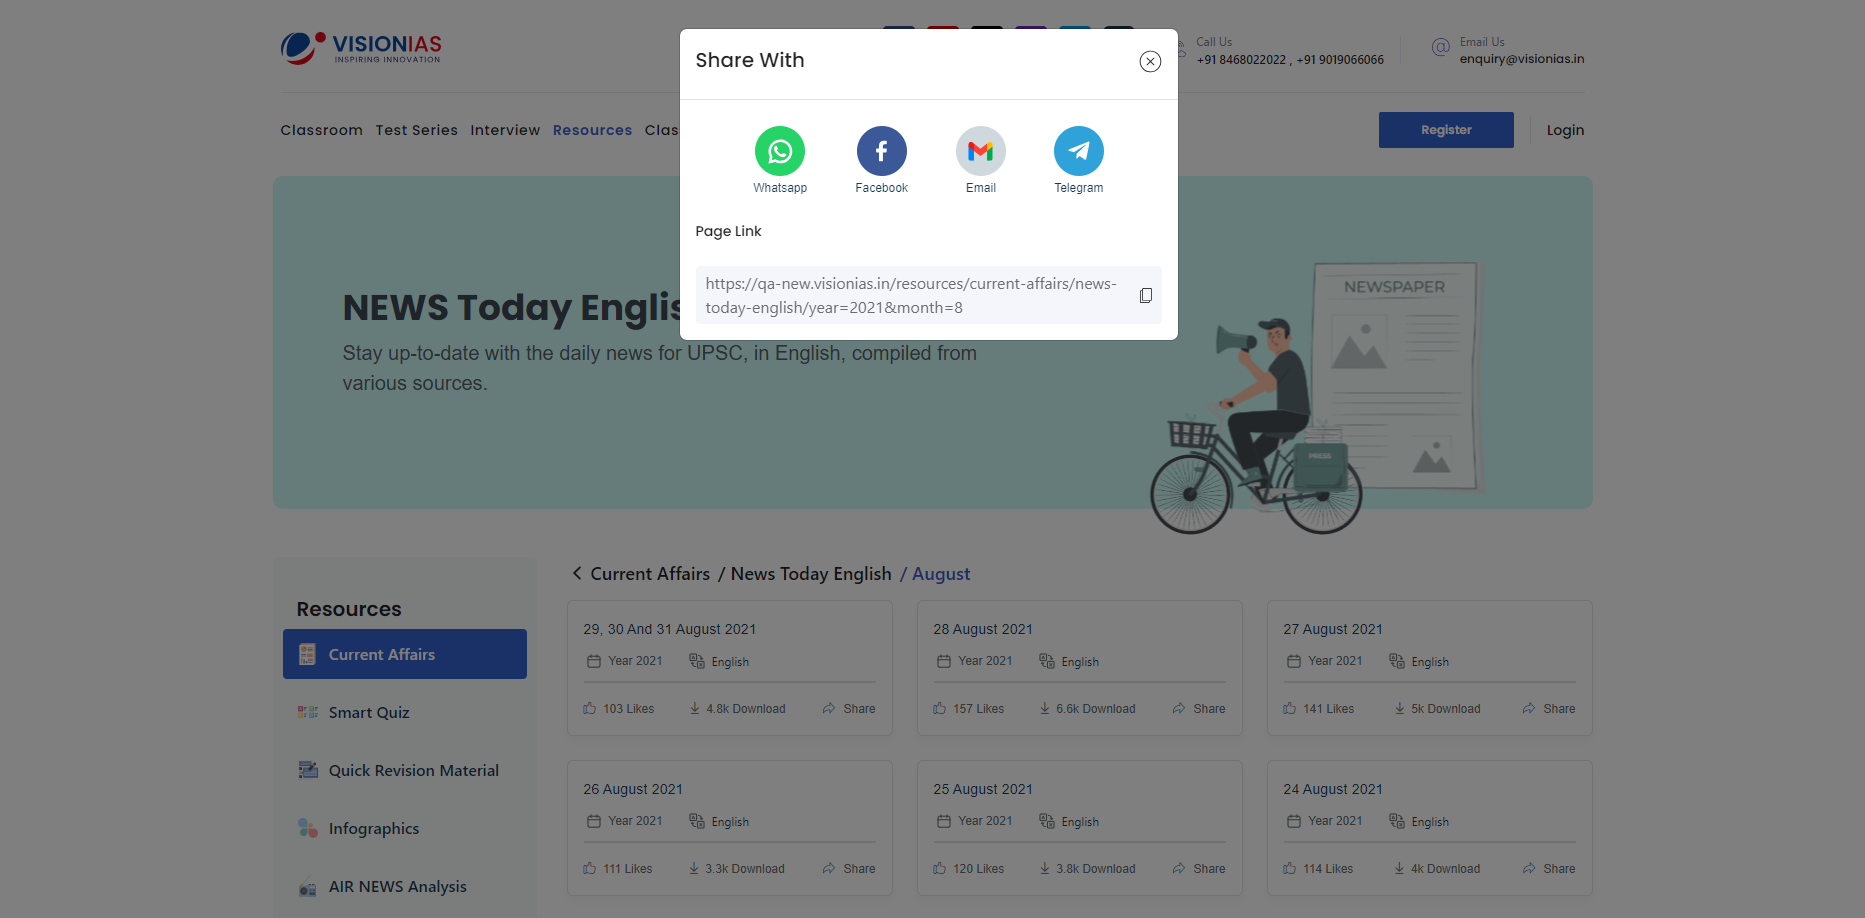 VISIONIAS
INSPIRING INNOVATION
Call Us
+91 8468022022 , +91 9019066066
Email Us
enquiry@visionias.in
Classroom Test Series Interview Resources Clas
Register
Login
Share With
Whatsapp
Facebook
Email
Telegram
Page Link
https://qa-new.visionias.in/resources/current-affairs/news-
today-english/year=2021&month=8
NEWS Today Englis
Stay up-to-date with the daily news for UPSC, in English, compiled from
various sources.
NEWSPAPER
PRESS
Resources
Current Affairs
Smart Quiz
Quick Revision Material
Infographics
AIR NEWS Analysis
Current Affairs / News Today English / August
29, 30 And 31 August 2021
Year 2021 English
103 Likes 4.8k Download Share
28 August 2021
Year 2021 English
157 Likes 6.6k Download Share
27 August 2021
Year 2021 English
141 Likes 5k Download Share
26 August 2021
Year 2021 English
111 Likes 3.3k Download Share
25 August 2021
Year 2021 English
120 Likes 3.8k Download Share
24 August 2021
Year 2021 English
114 Likes 4k Download Share